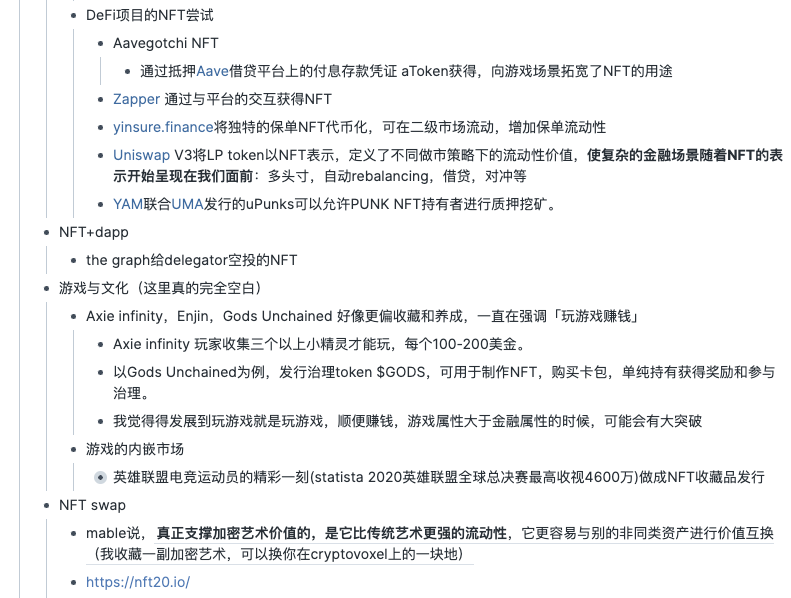 DeFi项目的NFT尝试
Aavegotchi NFT
通过抵押Aave借贷平台上的付息存款凭证 aToken获得，向游戏场景拓宽了NFT的用途
Zapper 通过与平台的交互获得NFT
yinsure.finance将独特的保单NFT代币化，可在二级市场流动，增加保单流动性
Uniswap V3将LP token以NFT表示，定义了不同做市策略下的流动性价值，使复杂的金融场景随着NFT的表
示开始呈现在我们面前：多头寸，自动rebalancing，借贷，对冲等
YAM联合UMA发行的uPunks可以允许PUNK NFT持有者进行质押挖矿。
NFT+dapp
the graph给delegator空投的NFT
游戏与文化（这里真的完全空白）
Axie infinity，Enjin，Gods Unchained 好像更偏收藏和养成，一直在强调「玩游戏赚钱」
Axie infinity 玩家收集三个以上小精灵才能玩，每个100-200美金。
以Gods Unchained为例，发行治理token $GODS，可用于制作NFT，购买卡包，单纯持有获得奖励和参与
治理。
我觉得得发展到玩游戏就是玩游戏，顺便赚钱，游戏属性大于金融属性的时候，可能会有大突破
游戏的内嵌市场
英雄联盟电竞运动员的精彩一刻(statista 2020英雄联盟全球总决赛最高收视4600万)做成NFT收藏品发行
NFT swap
mable说， 真正支撑加密艺术价值的，是它比传统艺术更强的流动性，它更容易与别的非同类资产进行价值互换
（我收藏一副加密艺术，可以换你在cryptovoxel上的一块地）
https://nft20.io/